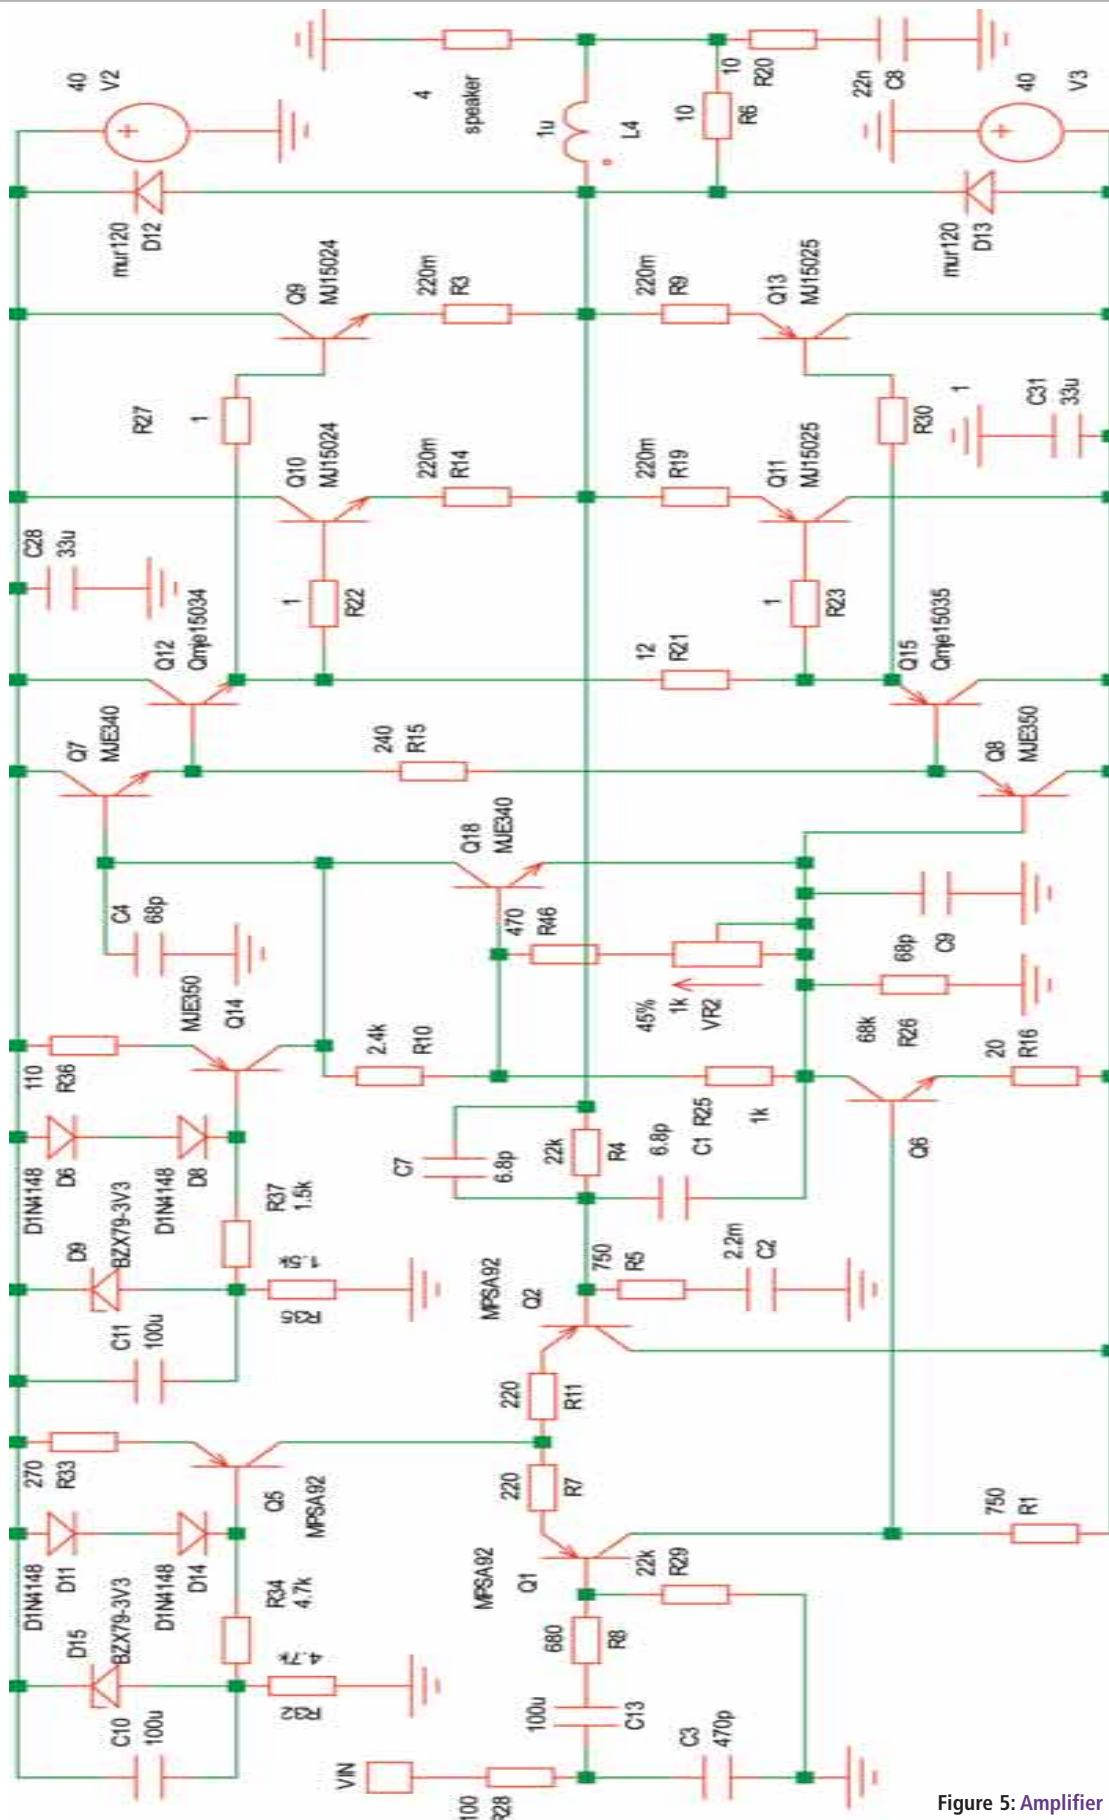 40
V2
mur120
D12
4
speaker
1u
L4
10
R6
10
R20
22n
C8
40
V3
mur120
D13
Q9
MJ15024
220m
R3
220m
R9
Q13
MJ15025
R27
1
Q10
MJ15024
220m
R14
220m
R19
Q11
MJ15025
R30
1
C31
33u
C28
33u
Q12
Qmje15034
1
R22
12
R21
1
R23
Q15
Qmje15035
Q7
MJE340
240
R15
Q8
MJE350
Q18
MJE340
C4
68p
470
R46
45%
1k
VR2
68p
C9
MJE350
Q14
110
R36
2.4k
R10
R25
1k
68k
R26
20
R16
Q6
D1N4148
D6
D1N4148
D8
C7
6.8p
22k
R4
6.8p
C1
D9
BZX79-3V3
R37
1.5k
R35
750
R5
2.2m
C2
C11
100u
MPSA92
Q2
220
R11
270
R33
Q5
MPSA92
220
R7
D1N4148
D11
D1N4148
D14
MPSA92
Q1
22k
R29
750
R1
D15
BZX79-3V3
R34
4.7k
4.7k
R32
680
R8
C10
100u
100u
C13
VIN
100
R28
C3
470p
Figure 5: Amplifier